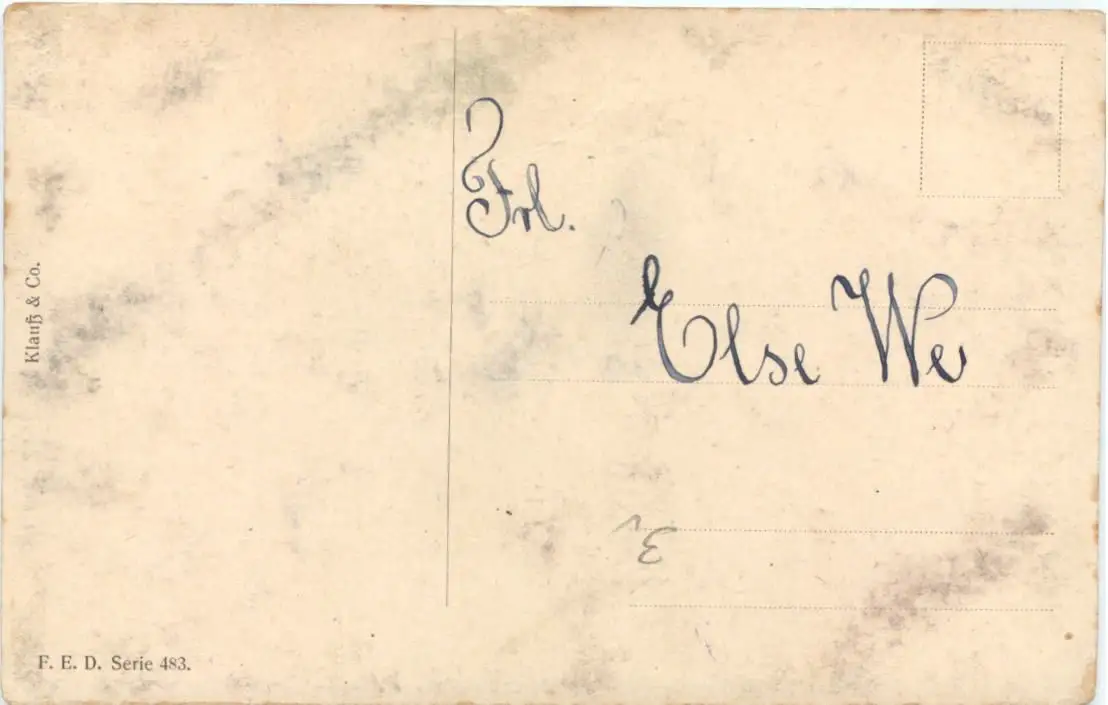 Frl.
Else We
E
Klauß & Co.
F. E. D. Serie 483.